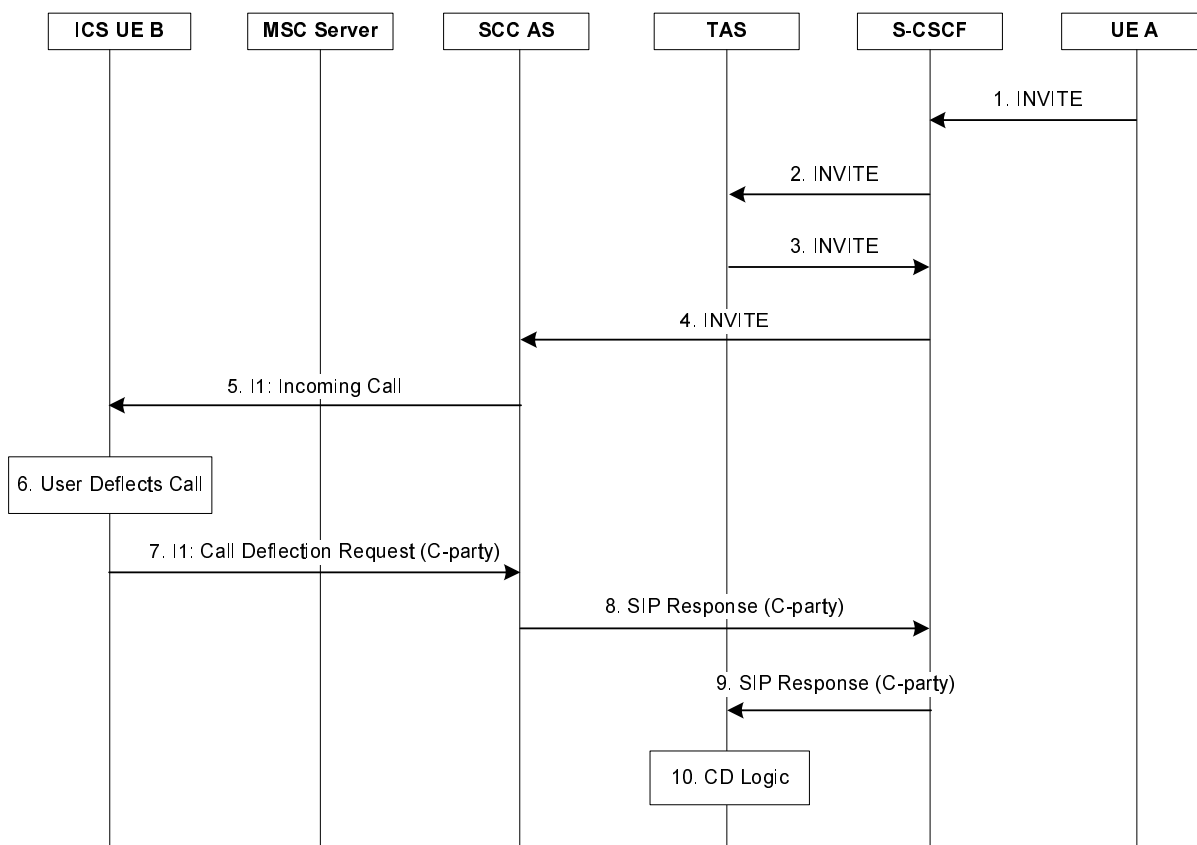 ICS UE B
MSC Server
SCC AS
TAS
S-CSCF
UE A
1. INVITE
2. INVITE
3. INVITE
4. INVITE
5. I1: Incoming Call
6. User Deflects Call
7. I1: Call Deflection Request (C-party)
8. SIP Response (C-party)
9. SIP Response (C-party)
10. CD Logic